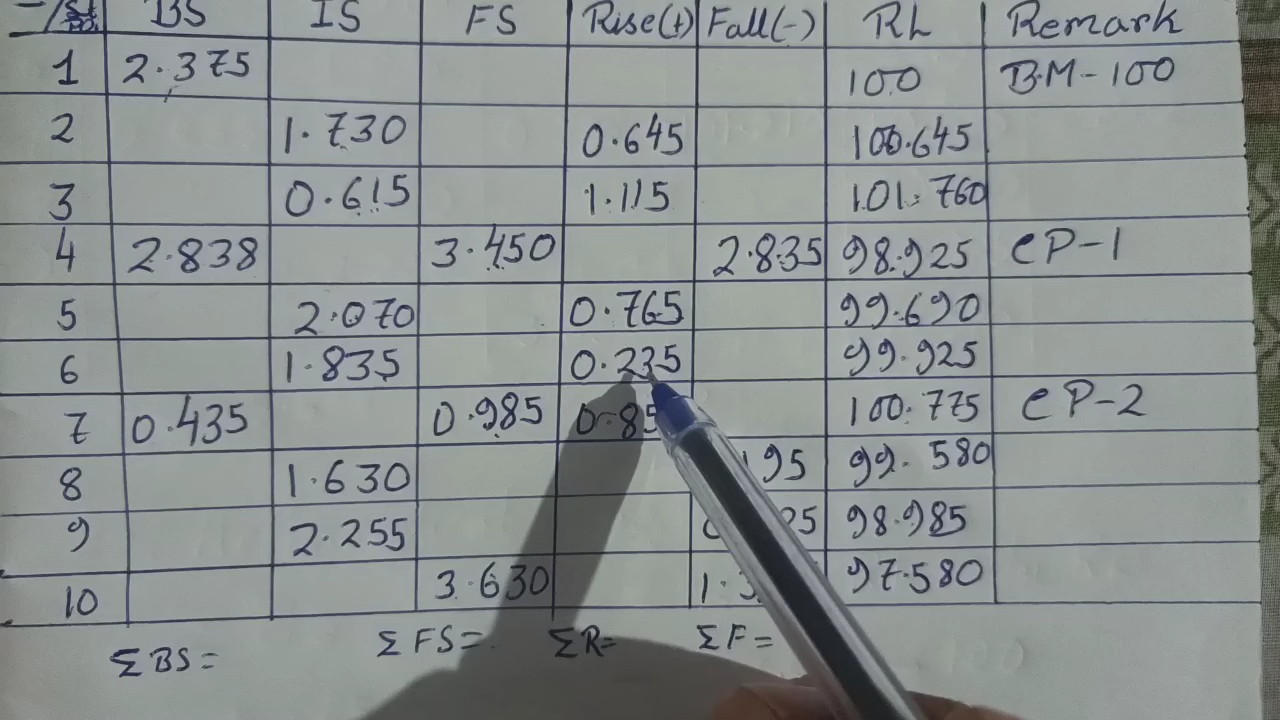 BS IS FS Rise(+) Fall(-) RL Remark
1 2.375 100 B.M-100
2 1.730 0.645 100.645
3 0.615 1.115 101.760
4 2.838 3.450 2.835 98.925 CP-1
5 2.070 0.765 99.690
6 1.835 0.235 99.925
7 0.435 0.985 0.85 100.775 CP-2
8 1.630 195 99.580
9 2.255 98.985
10 3.630 97.580
ΣBS= ΣFS= ΣR= ΣF=